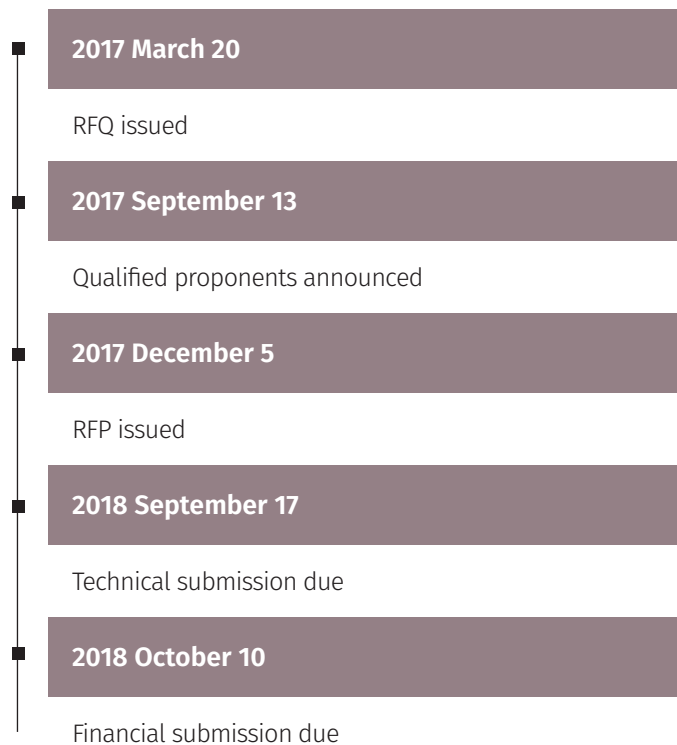 2017 March 20
RFQ issued
2017 September 13
Qualified proponents announced
2017 December 5
RFP issued
2018 September 17
Technical submission due
2018 October 10
Financial submission due